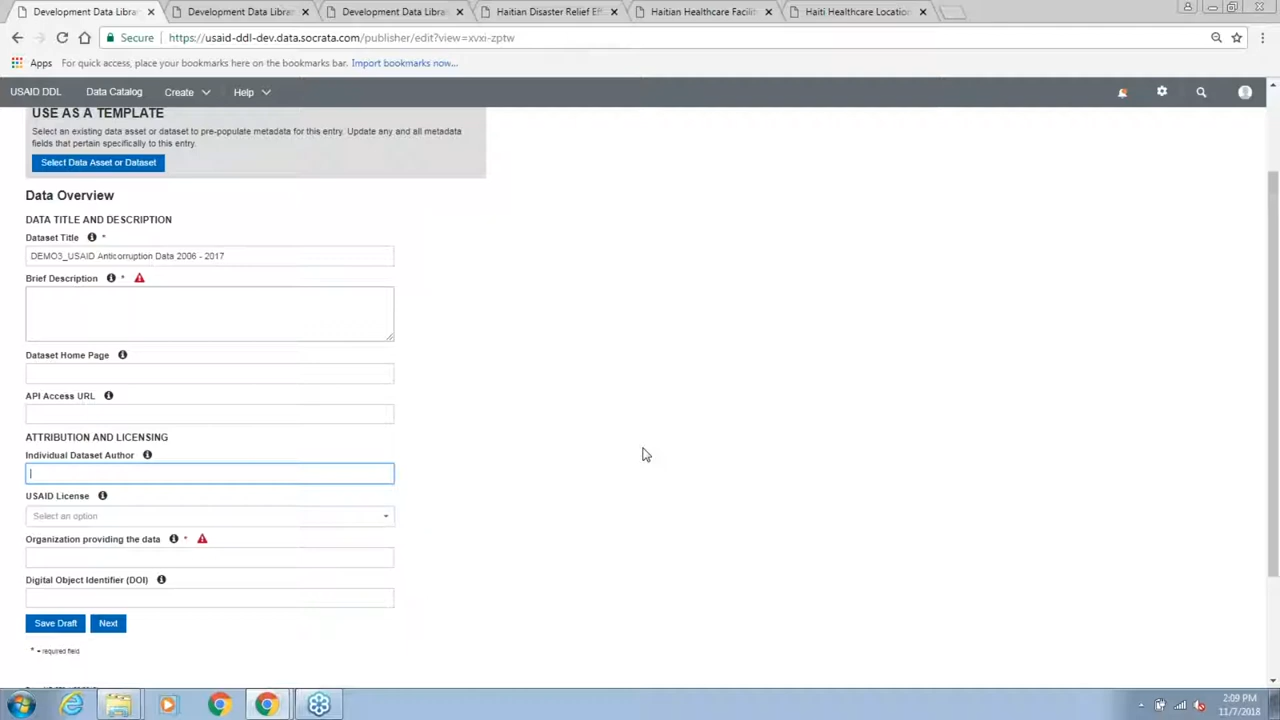 Development Data Libra
Development Data Libra
Development Data Libra
Haitian Disaster Relief Ef
Haitian Healthcare Facilit
Haiti Healthcare Location
Secure
https://usaid-ddl-dev.data.socrata.com/publisher/edit?view=xvxi-zptw
Apps For quick access, place your bookmarks here on the bookmarks bar. Import bookmarks now...
USAID DDL Data Catalog Create Help
USE AS A TEMPLATE
Select an existing data asset or dataset to pre-populate metadata for this entry. Update any and all metadata
fields that pertain specifically to this entry.
Select Data Asset or Dataset
Data Overview
DATA TITLE AND DESCRIPTION
Dataset Title *
DEMO3_USAID Anticorruption Data 2006 - 2017
Brief Description *
Dataset Home Page
API Access URL
ATTRIBUTION AND LICENSING
Individual Dataset Author
USAID License
Select an option
Organization providing the data *
Digital Object Identifier (DOI)
Save Draft Next
* = required field
2:09 PM
11/7/2018